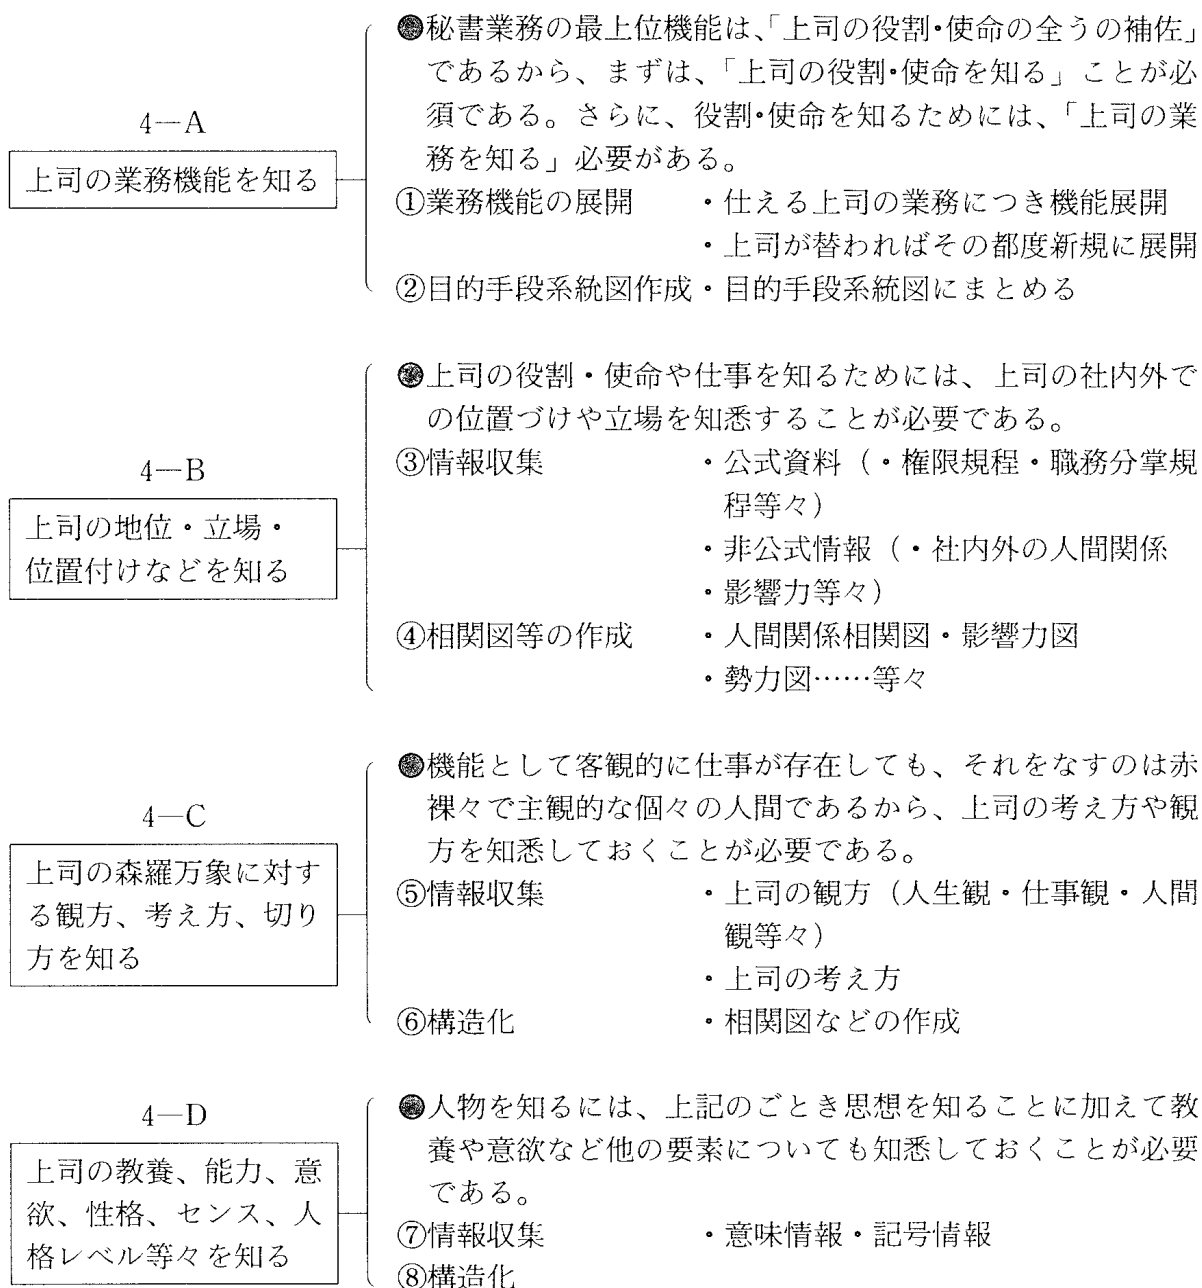 4—A
上司の業務機能を知る
●秘書業務の最上位機能は、「上司の役割・使命の全うの補佐」
であるから、まずは、「上司の役割・使命を知る」ことが必
須である。さらに、役割・使命を知るためには、「上司の業
務を知る」必要がある。
①業務機能の展開 ・仕える上司の業務につき機能展開
・上司が替わればその都度新規に展開
②目的手段系統図作成・目的手段系統図にまとめる
4—B
上司の地位・立場・
位置付けなどを知る
●上司の役割・使命や仕事を知るためには、上司の社内外で
の位置づけや立場を知悉することが必要である。
③情報収集 ・公式資料（・権限規程・職務分掌規
程等々）
・非公式情報（・社内外の人間関係
・影響力等々）
④相関図等の作成 ・人間関係相関図・影響力図
・勢力図……等々
4—C
上司の森羅万象に対す
る観方、考え方、切り
方を知る
●機能として客観的に仕事が存在しても、それをなすのは赤
裸々で主観的な個々の人間であるから、上司の考え方や観
方を知悉しておくことが必要である。
⑤情報収集 ・上司の観方（人生観・仕事観・人間
観等々）
・上司の考え方
⑥構造化 ・相関図などの作成
4—D
上司の教養、能力、意
欲、性格、センス、人
格レベル等々を知る
●人物を知るには、上記のごとき思想を知ることに加えて教
養や意欲など他の要素についても知悉しておくことが必要
である。
⑦情報収集 ・意味情報・記号情報
⑧構造化